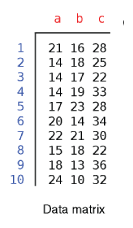 a b c
1 21 16 28
2 14 18 25
3 14 17 22
4 14 19 33
5 17 23 28
6 20 14 34
7 22 21 30
8 15 18 22
9 18 13 36
10 24 10 32
Data matrix